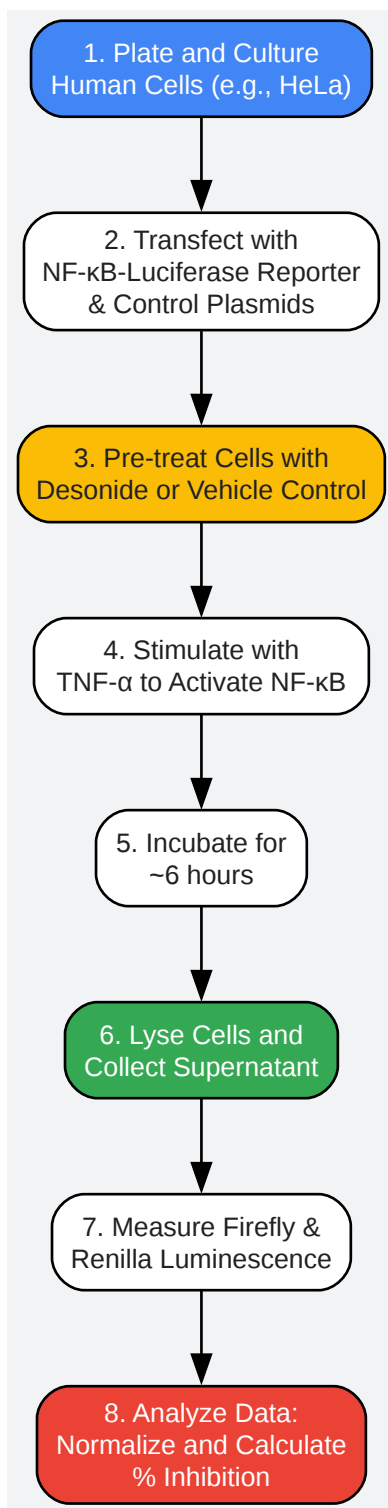 1. Plate and Culture
Human Cells (e.g., HeLa)
2. Transfect with
NF-κB-Luciferase Reporter
& Control Plasmids
3. Pre-treat Cells with
Desonide or Vehicle Control
4. Stimulate with
TNF-α to Activate NF-κB
5. Incubate for
~6 hours
6. Lyse Cells and
Collect Supernatant
7. Measure Firefly &
Renilla Luminescence
8. Analyze Data:
Normalize and Calculate
% Inhibition